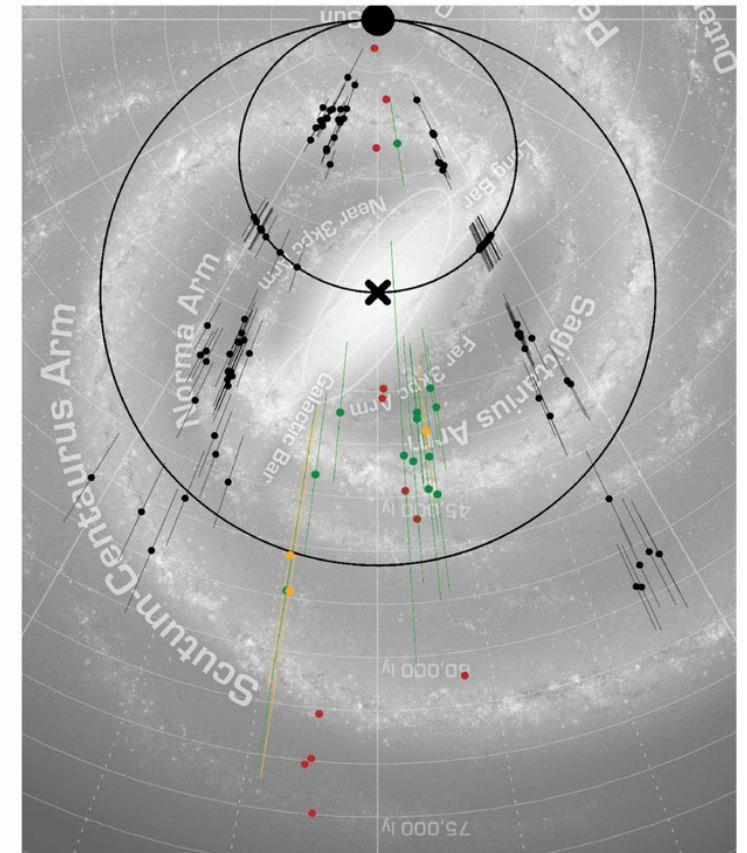 Sun
Outer
Long Bar
Near 3kpc Arm
Norma Arm
Sagittarius Arm
Far 3kpc Arm
Galactic Bar
Scutum Centaurus Arm
45,000 ly
60,000 ly
75,000 ly